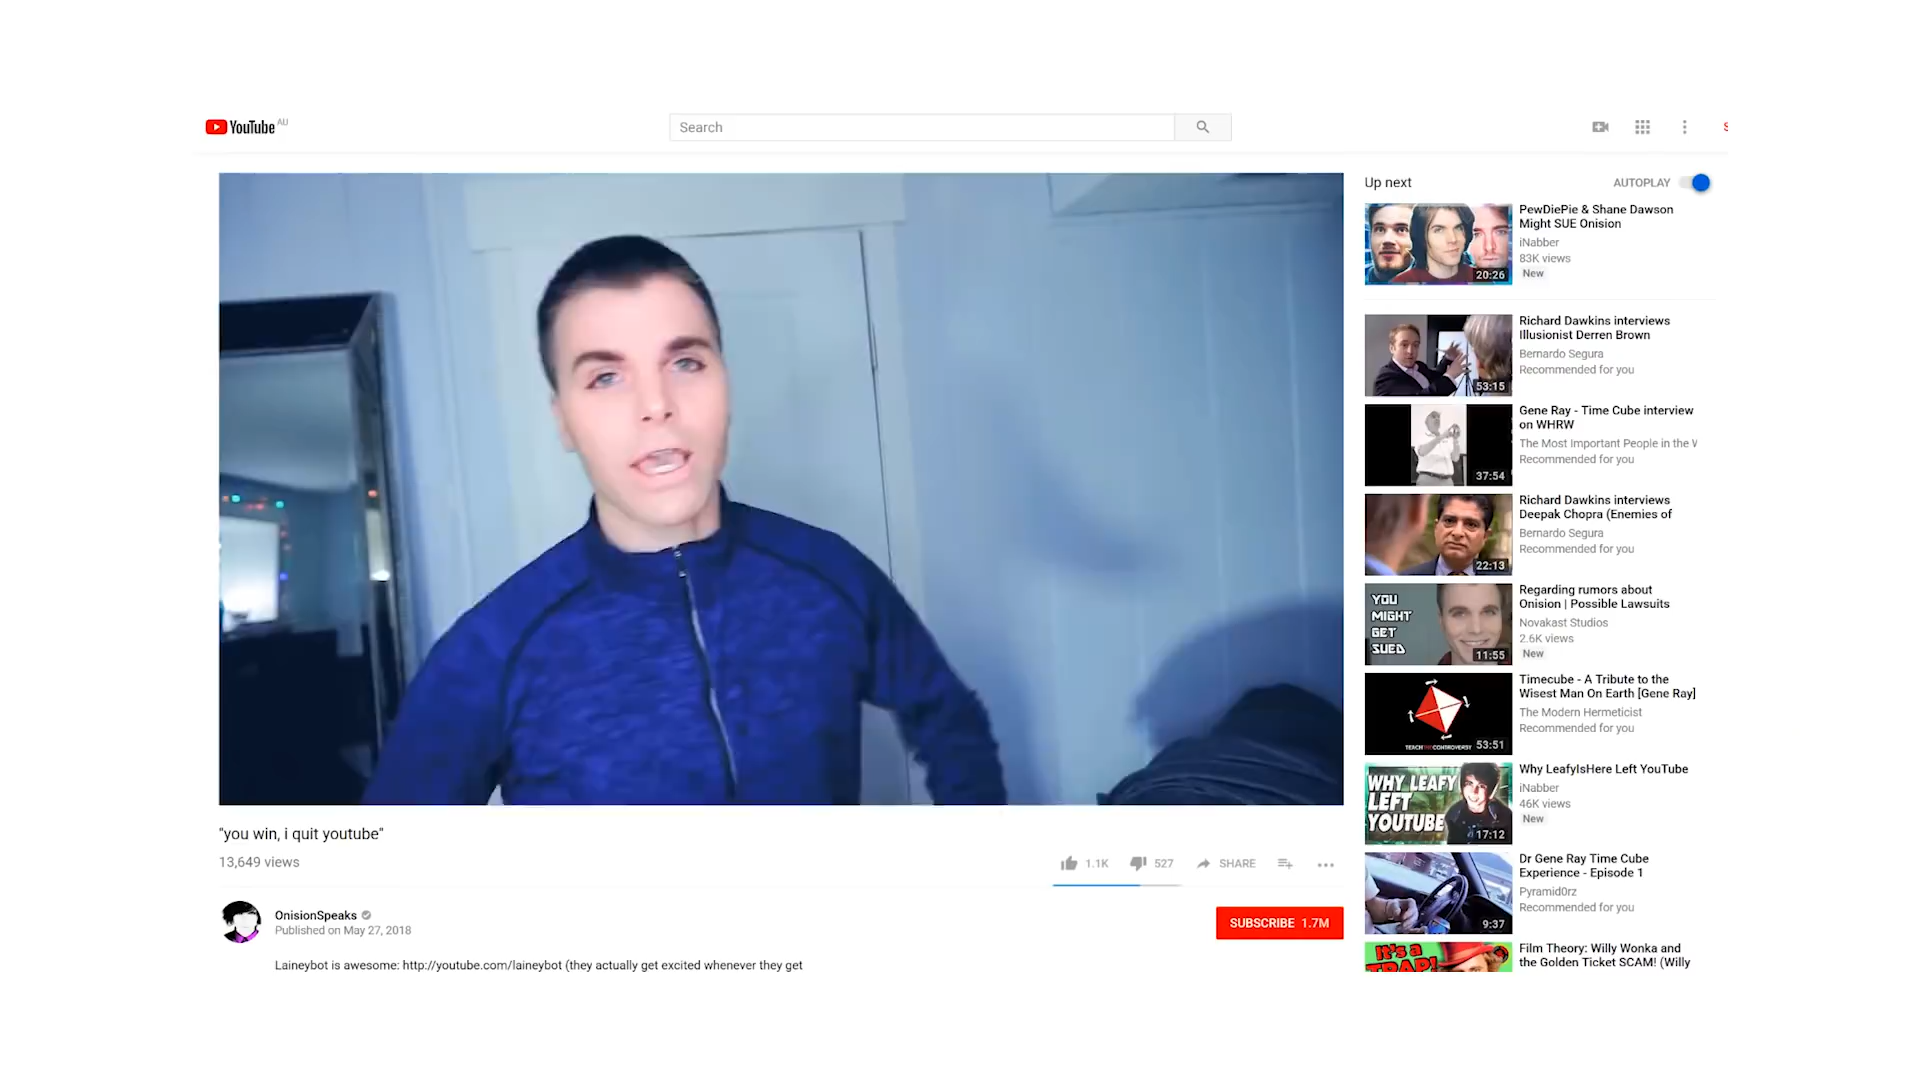 YouTube AU
Search
Up next
AUTOPLAY
PewDiePie & Shane Dawson
Might SUE Onision
iNabber
83K views
New
20:26
Richard Dawkins interviews
Illusionist Derren Brown
Bernardo Segura
Recommended for you
53:15
Gene Ray - Time Cube interview
on WHRW
The Most Important People in the W
Recommended for you
37:54
Richard Dawkins interviews
Deepak Chopra (Enemies of
Bernardo Segura
Recommended for you
22:13
YOU
MIGHT
GET
SUED
11:55
Regarding rumors about
Onision | Possible Lawsuits
Novakast Studios
2.6K views
New
TEACH THE CONTROVERSY
53:51
Timecube - A Tribute to the
Wisest Man On Earth [Gene Ray]
The Modern Hermeticist
Recommended for you
WHY LEAFY
LEFT
YOUTUBE
17:12
Why LeafyIsHere Left YouTube
iNabber
46K views
New
9:37
Dr Gene Ray Time Cube
Experience - Episode 1
Pyramid0rz
Recommended for you
It's a
TRAP!
Film Theory: Willy Wonka and
the Golden Ticket SCAM! (Willy
"you win, i quit youtube"
13,649 views
1.1K
527
SHARE
OnisionSpeaks
Published on May 27, 2018
SUBSCRIBE 1.7M
Laineybot is awesome: http://youtube.com/laineybot (they actually get excited whenever they get